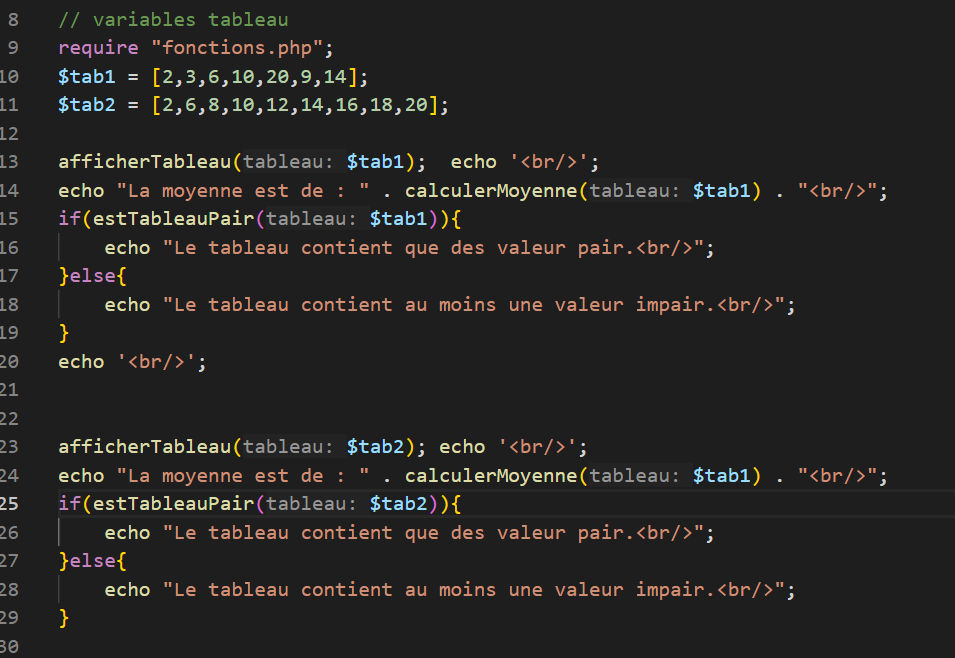 8 // variables tableau
9 require "fonctions.php";
10 $tab1 = [2,3,6,10,20,9,14];
11 $tab2 = [2,6,8,10,12,14,16,18,20];
12
13 afficherTableau(tableau: $tab1);  echo '<br/>';
14 echo "La moyenne est de : " . calculerMoyenne(tableau: $tab1) . "<br/>";
15 if(estTableauPair(tableau: $tab1)){
16     echo "Le tableau contient que des valeur pair.<br/>";
17 }else{
18     echo "Le tableau contient au moins une valeur impair.<br/>";
19 }
20 echo '<br/>';
21
22
23 afficherTableau(tableau: $tab2); echo '<br/>';
24 echo "La moyenne est de : " . calculerMoyenne(tableau: $tab1) . "<br/>";
25 if(estTableauPair(tableau: $tab2)){
26     echo "Le tableau contient que des valeur pair.<br/>";
27 }else{
28     echo "Le tableau contient au moins une valeur impair.<br/>";
29 }
30